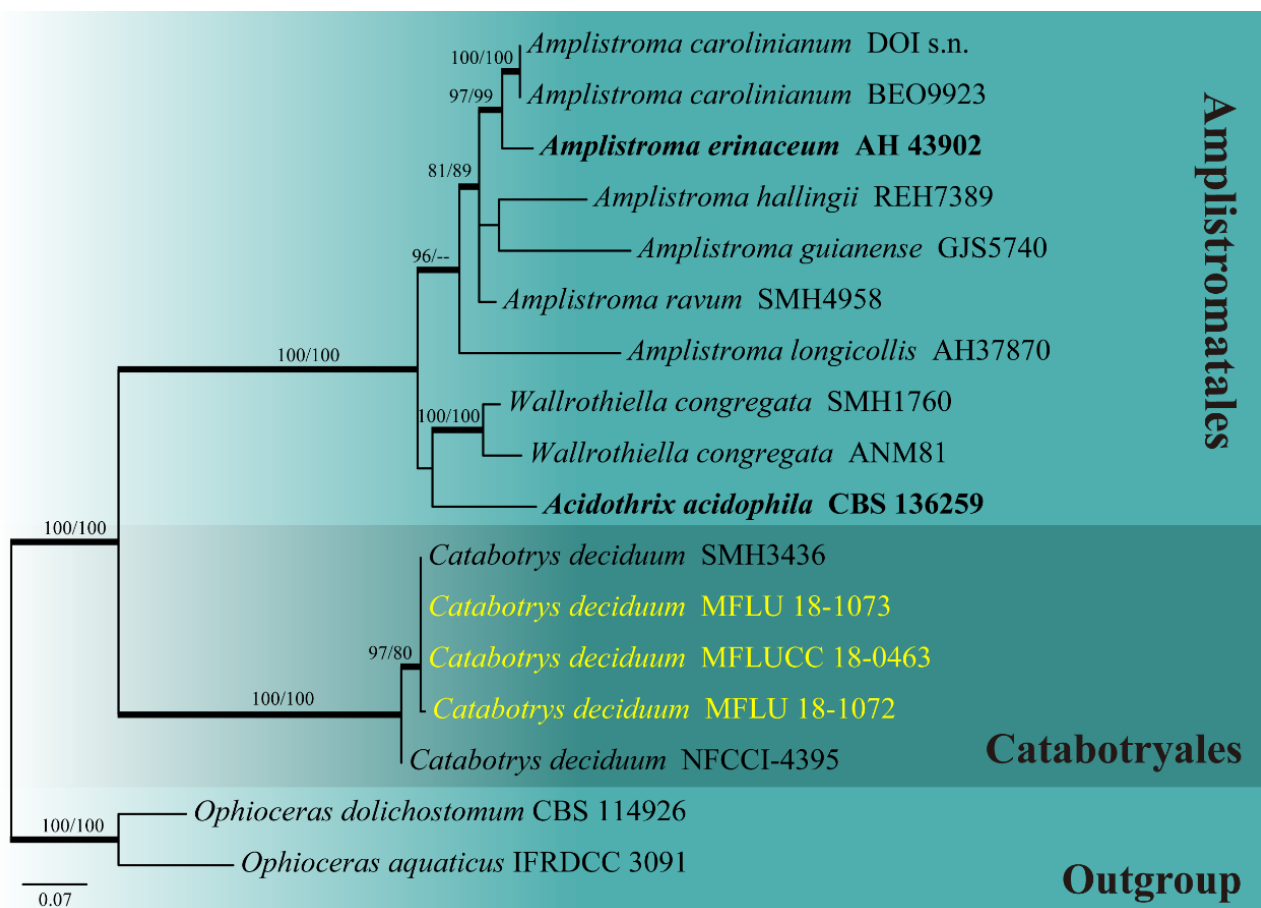 Amplistroma carolinianum DOI s.n.
100/100
Amplistroma carolinianum BEO9923
97/99
Amplistroma erinaceum AH 43902
81/89
Amplistroma hallingii REH7389
Amplistroma guianense GJS5740
96/--
Amplistroma ravum SMH4958
100/100
Amplistroma longicollis AH37870
Wallrothiella congregata SMH1760
100/100
Wallrothiella congregata ANM81
Acidothrix acidophila CBS 136259
Amplistromatales
100/100
Catabotrys deciduum SMH3436
Catabotrys deciduum MFLU 18-1073
97/80
Catabotrys deciduum MFLUCC 18-0463
100/100
Catabotrys deciduum MFLU 18-1072
Catabotrys deciduum NFCCI-4395
Catabotryales
Ophioceras dolichostomum CBS 114926
100/100
Ophioceras aquaticus IFRDCC 3091
Outgroup
0.07